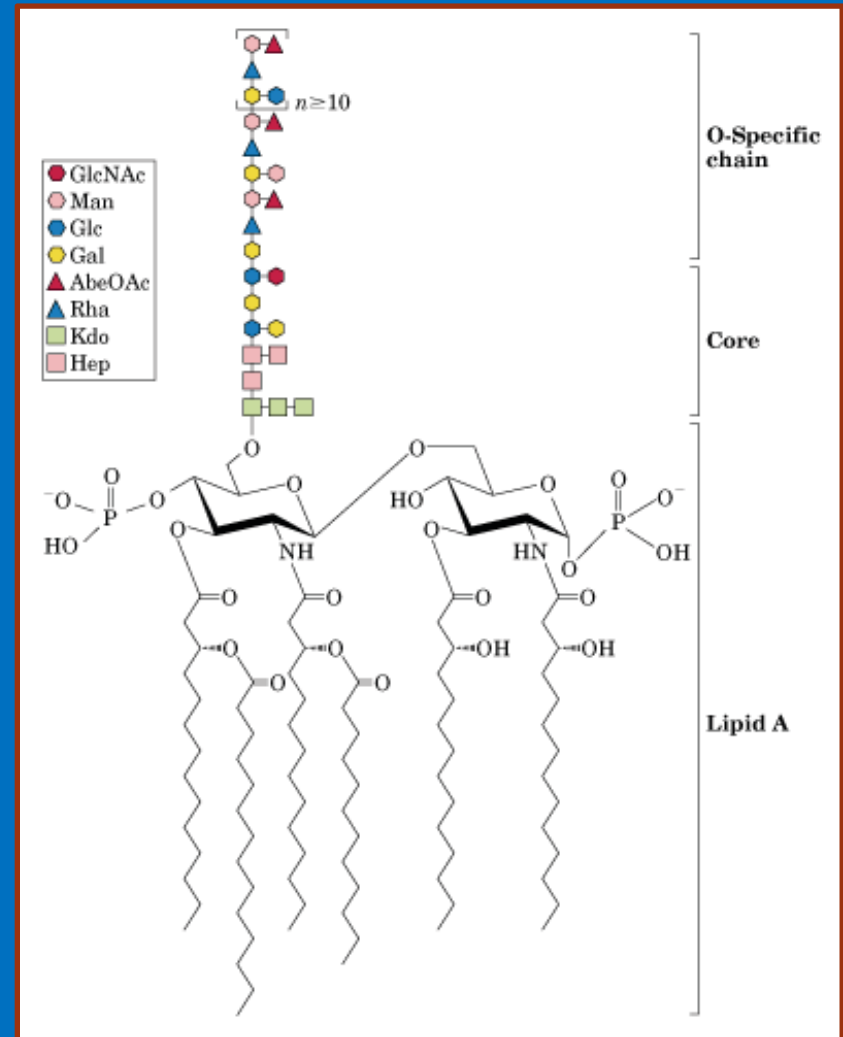 n≥10
O-Specific
chain
GlcNAc
Man
Glc
Gal
AbeOAc
Rha
Kdo
Hep
Core
O
O
⁻O
P
O
HO
O
O
NH
O
HO
O
O
HN
O
O
P
O⁻
OH
O
O
O
O
O
O
O
O
OH
OH
Lipid A